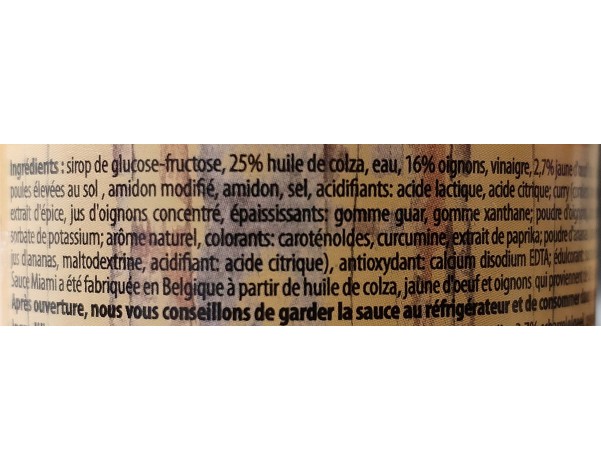 Ingrédients : sirop de glucose-fructose, 25% huile de colza, eau, 16% oignons, vinaigre, 2,7% jaune
poules élevées au sol , amidon modifié, amidon, sel, acidifiants: acide lactique, acide citrique; curry
extrait d'épice, jus d'oignons concentré, épaississants: gomme guar, gomme xanthane; poudre
sorbate de potassium; arôme naturel, colorants: caroténoïdes, curcumine, extrait de paprika; poudre
jus d'ananas, maltodextrine, acidifiant: acide citrique), antioxydant: calcium disodium EDTA;
Sauce Miami a été fabriquée en Belgique à partir de huile de colza, jaune d'oeuf et oignons qui proviennent
Après ouverture, nous vous conseillons de garder la sauce au réfrigérateur et de consommer